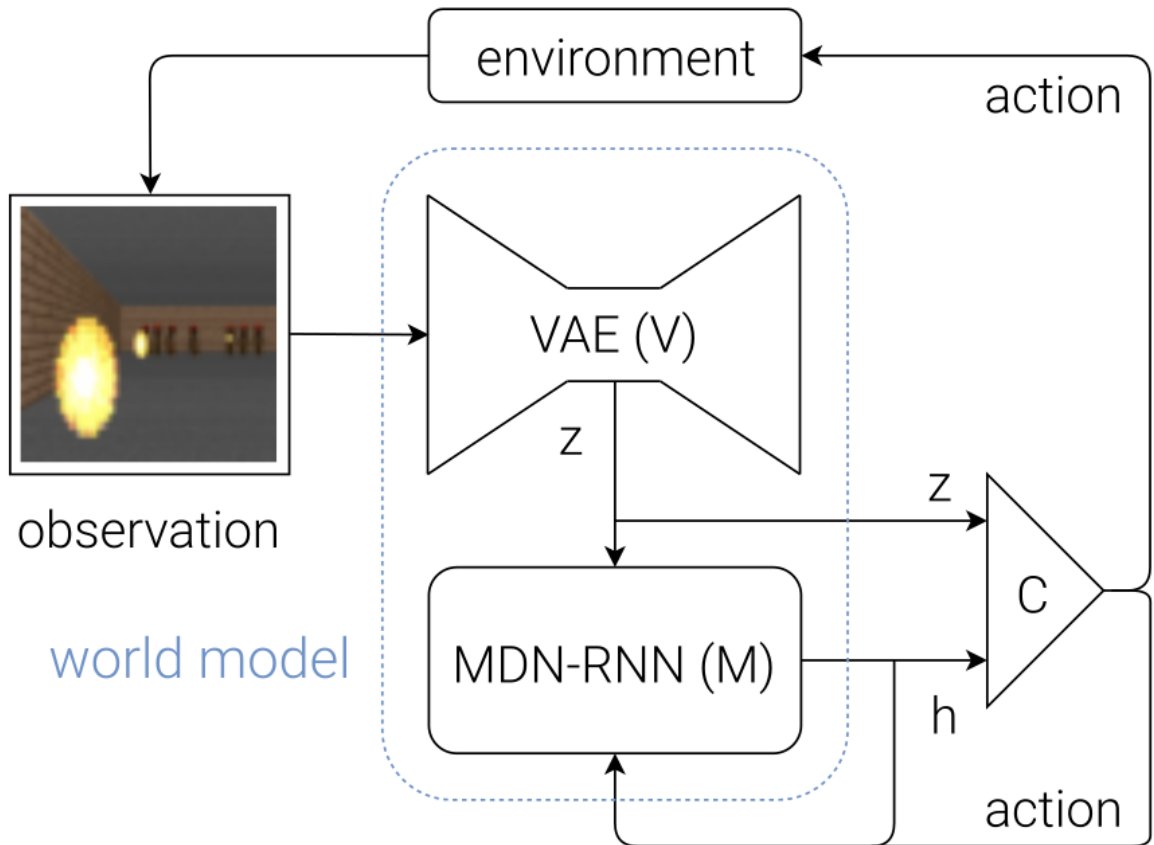 environment
action
VAE (V)
z
z
observation
C
world model
MDN-RNN (M)
h
action